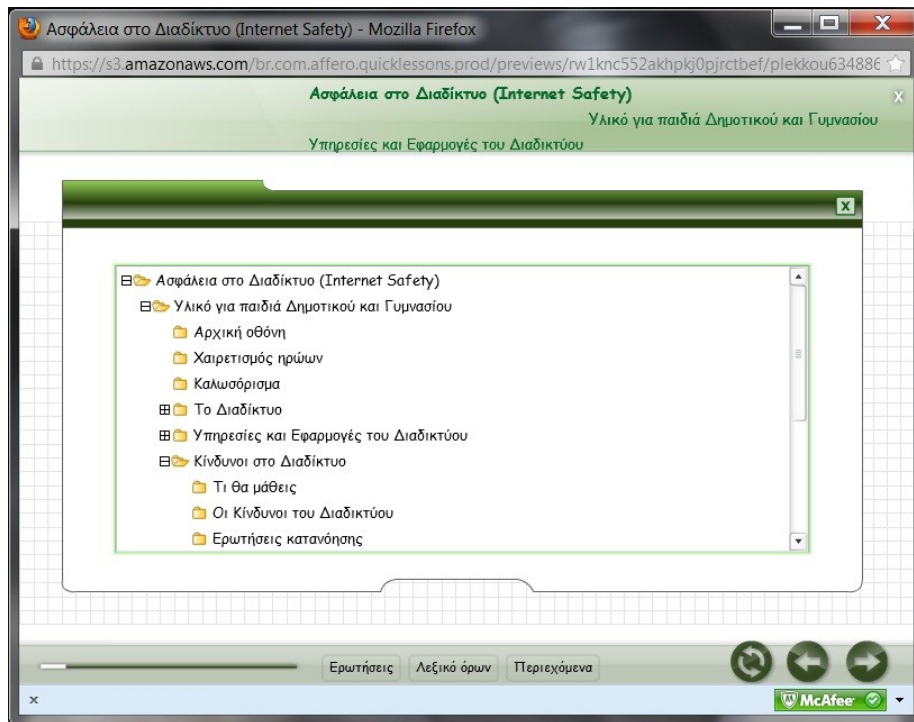 Ασφάλεια στο Διαδίκτυο (Internet Safety) - Mozilla Firefox
https://s3.amazonaws.com/br.com.affero.quicklessons.prod/previews/rw1knc552akhpkj0pjrctbef/plekkou634886
Ασφάλεια στο Διαδίκτυο (Internet Safety)
x
Υλικό για παιδιά Δημοτικού και Γυμνασίου
Υπηρεσίες και Εφαρμογές του Διαδικτύου
x
Ασφάλεια στο Διαδίκτυο (Internet Safety)
Υλικό για παιδιά Δημοτικού και Γυμνασίου
Αρχική οθόνη
Χαιρετισμός ηρώων
Καλωσόρισμα
Το Διαδίκτυο
Υπηρεσίες και Εφαρμογές του Διαδικτύου
Κίνδυνοι στο Διαδίκτυο
Τι θα μάθεις
Οι Κίνδυνοι του Διαδικτύου
Ερωτήσεις κατανόησης
Ερωτήσεις Λεξικό όρων Περιεχόμενα
x McAfee